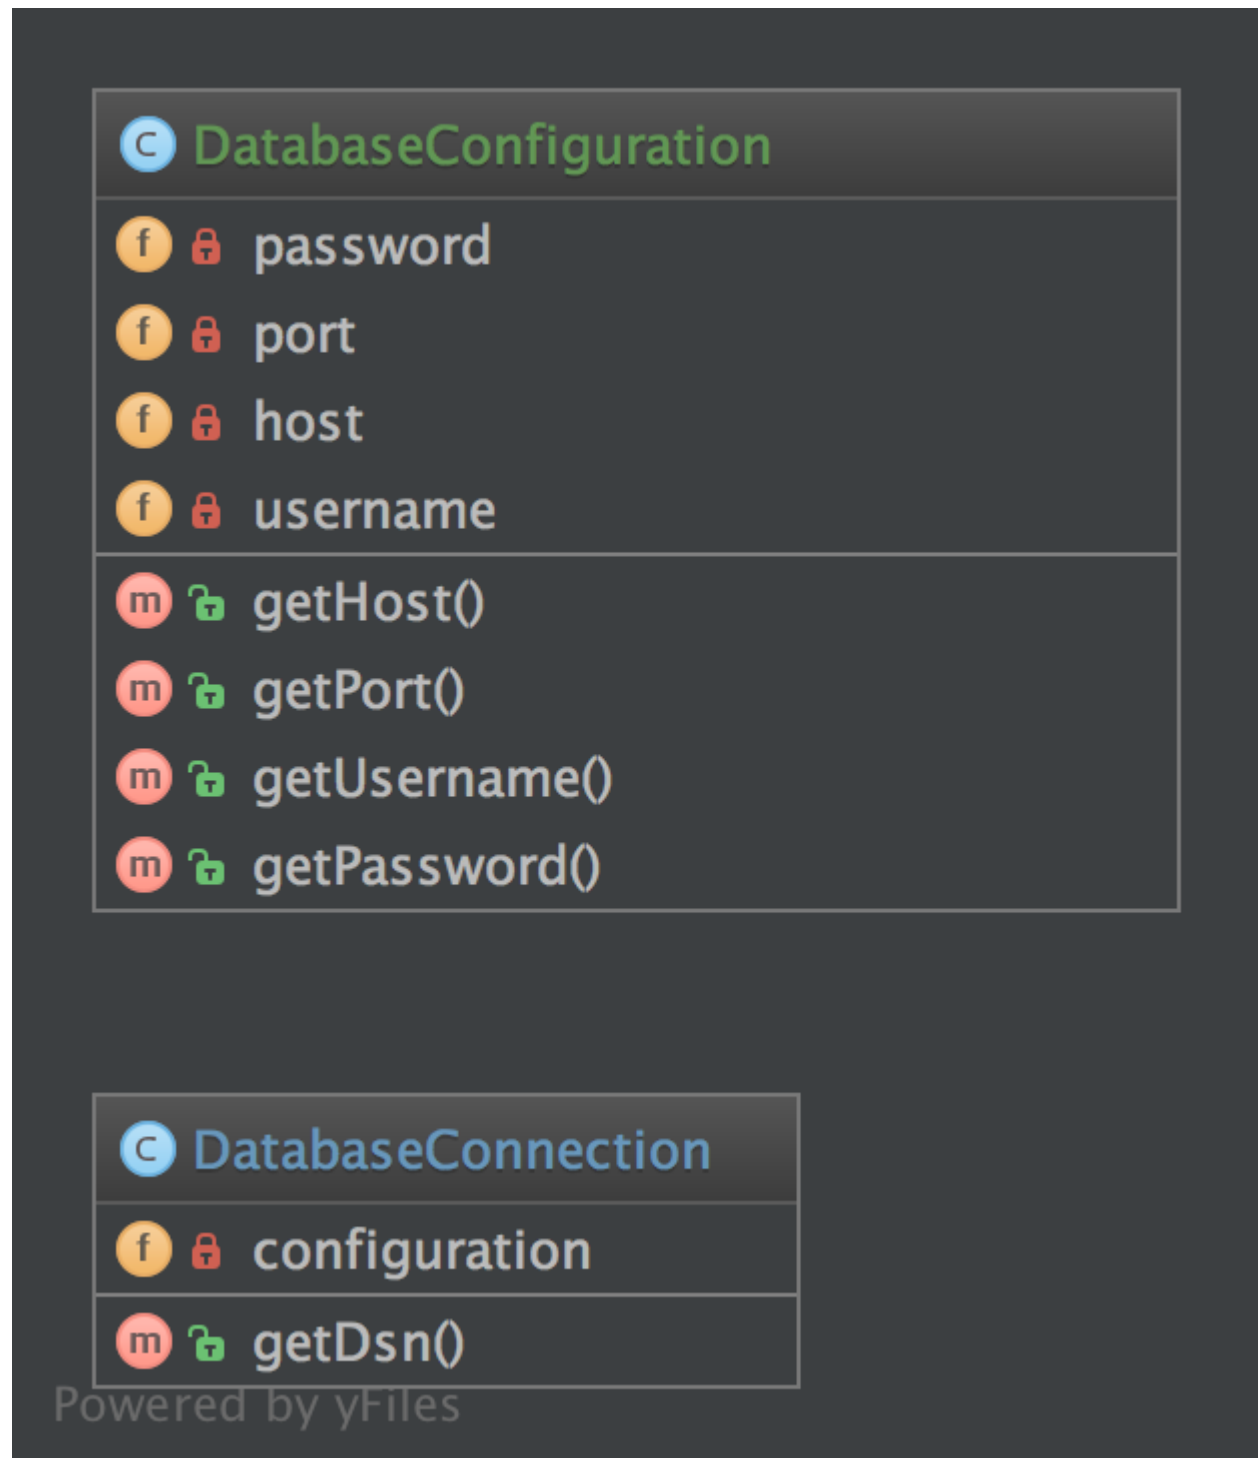 C DatabaseConfiguration
f password
f port
f host
f username
m getHost()
m getPort()
m getUsername()
m getPassword()
C DatabaseConnection
f configuration
m getDsn()
Powered by yFiles